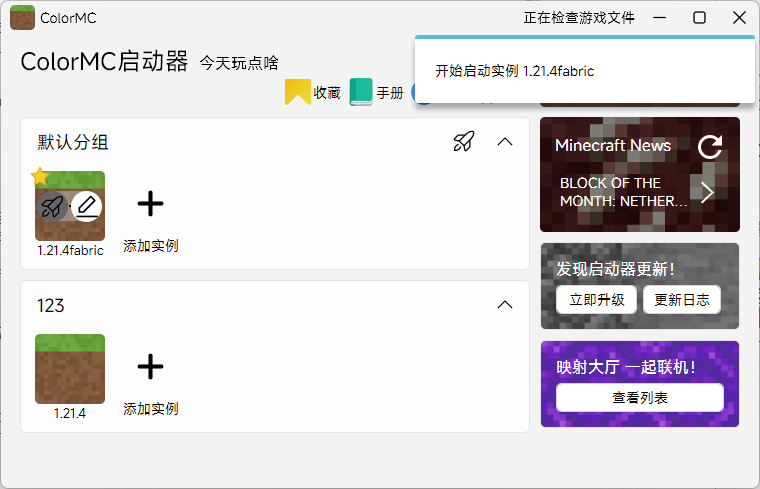 ColorMC
正在检查游戏文件
ColorMC启动器
今天玩点啥
开始启动实例 1.21.4fabric
收藏
手册
默认分组
1.21.4fabric
添加实例
123
1.21.4
添加实例
Minecraft News
BLOCK OF THE
MONTH: NETHER...
发现启动器更新!
立即升级
更新日志
映射大厅 一起联机!
查看列表